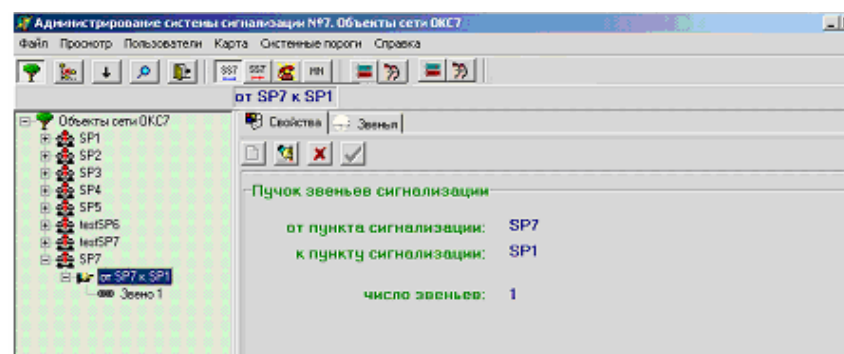 Администрирование системы сигнализации №7. Объекты сети ОКС7
Файл Просмотр Пользователи Карта Системные пороги Справка
SS7 SS7
от SP7 к SP1
Объекты сети ОКС7
SP1
SP2
SP3
SP4
SP5
testSP6
testSP7
SP7
от SP7 к SP1
Звено 1
Свойства Звенья
Пучок звеньев сигнализации
от пункта сигнализации: SP7
к пункту сигнализации: SP1
число звеньев: 1